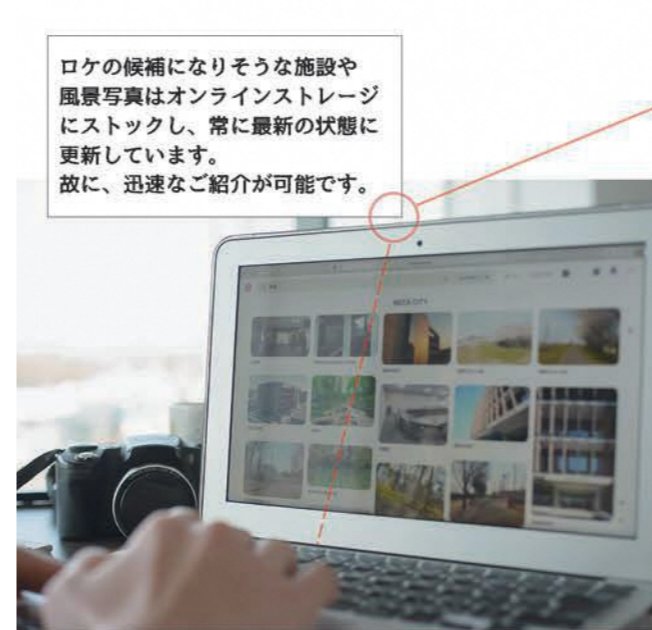 ロケの候補になりそうな施設や
風景写真はオンラインストレージ
にストックし、常に最新の状態に
更新しています。
故に、迅速なご紹介が可能です。